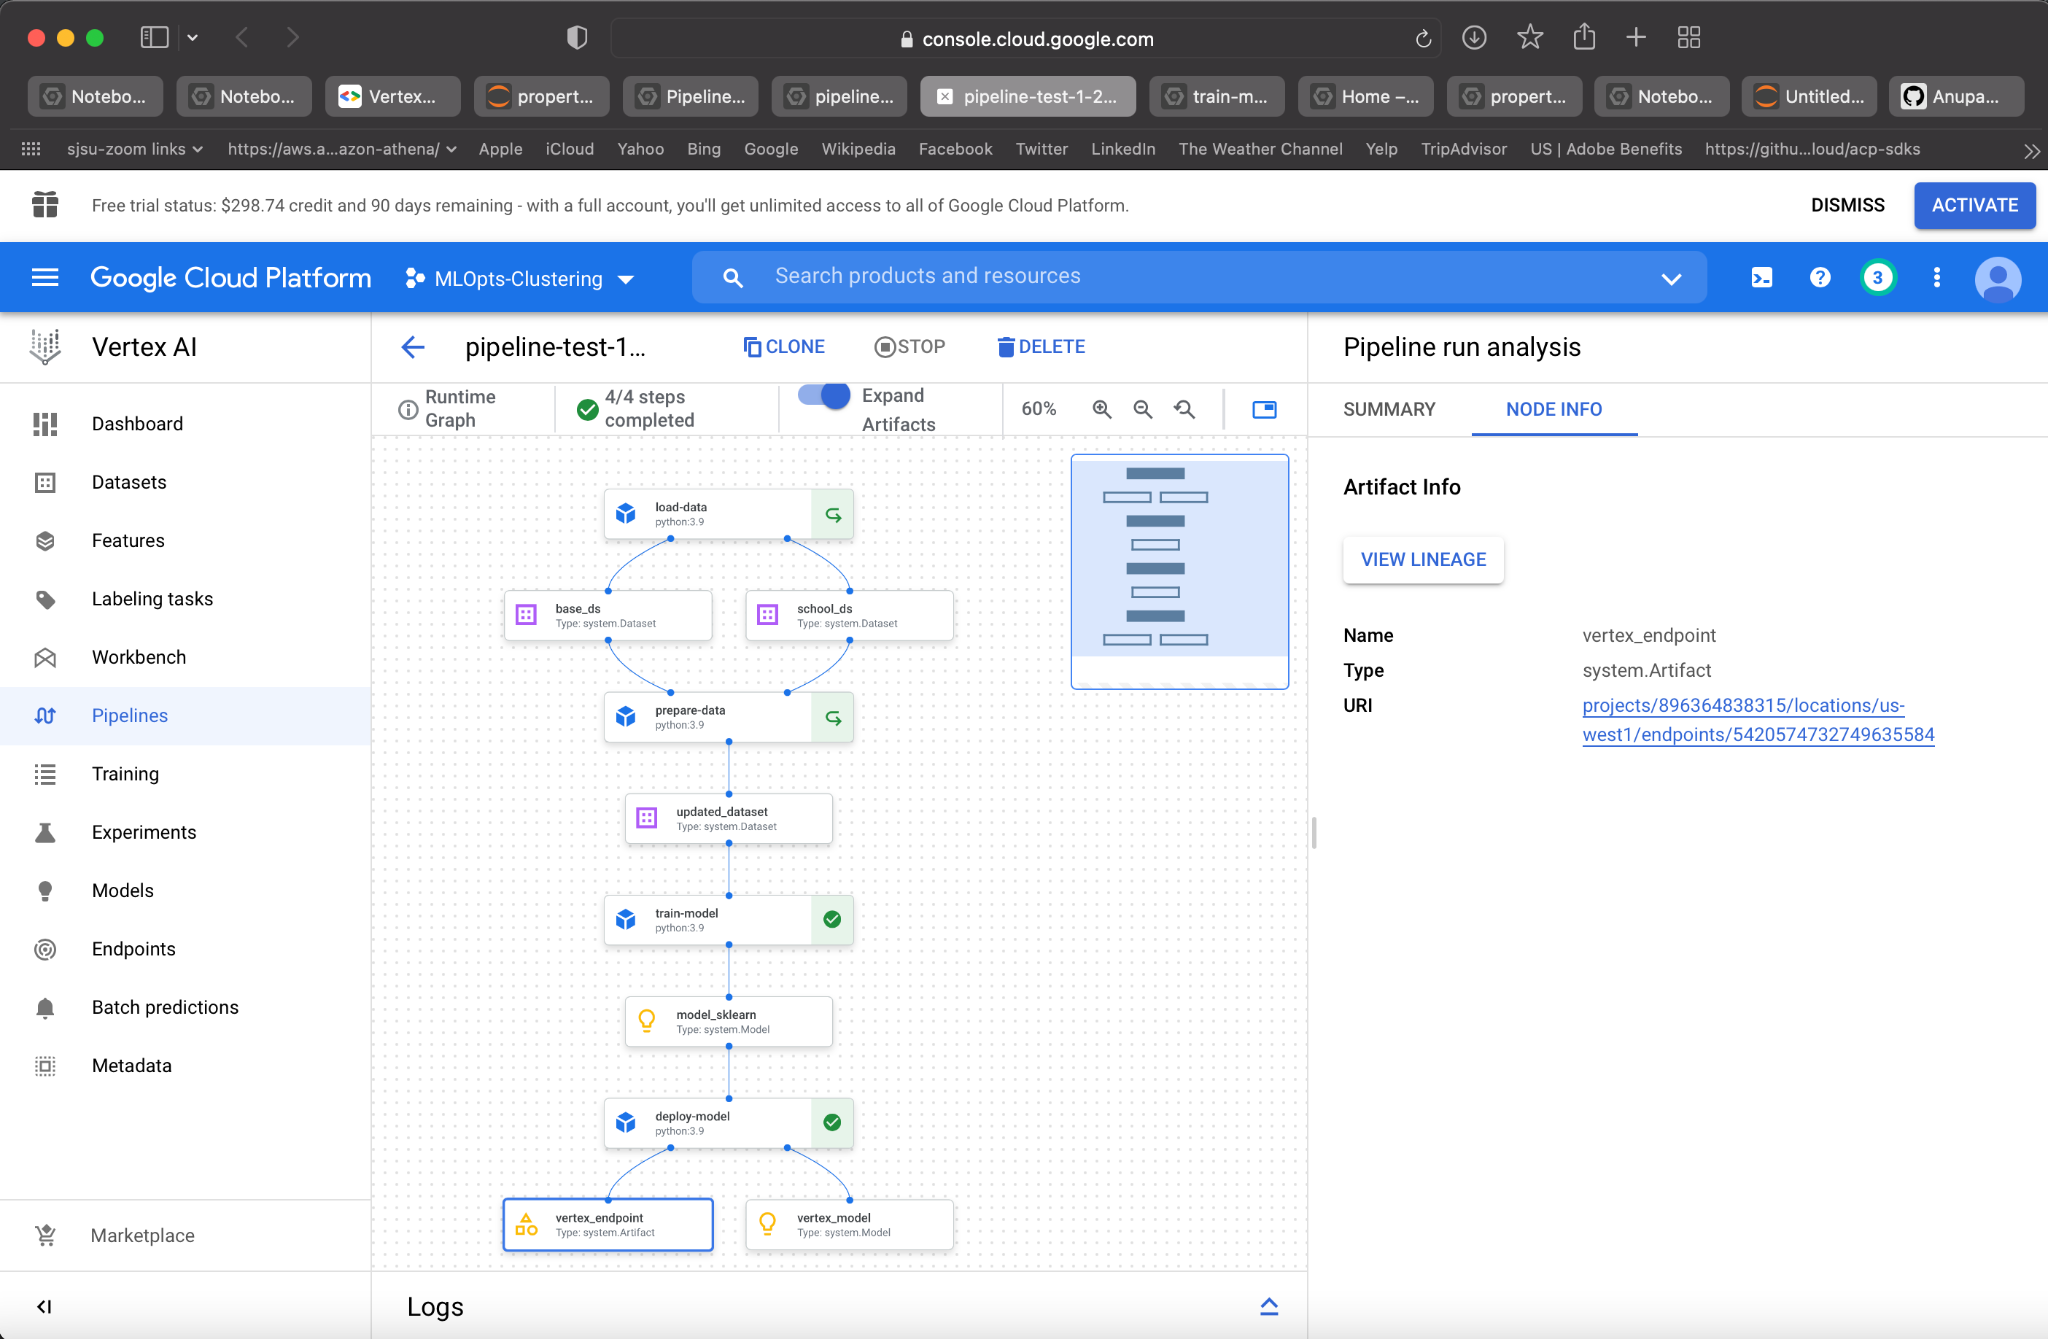 console.cloud.google.com
Notebo...
Notebo...
Vertex...
propert...
Pipeline...
pipeline...
pipeline-test-1-2...
train-m...
Home –...
propert...
Notebo...
Untitled...
Anupa...
sjsu-zoom links
https://aws.a...azon-athena/
Apple
iCloud
Yahoo
Bing
Google
Wikipedia
Facebook
Twitter
LinkedIn
The Weather Channel
Yelp
TripAdvisor
US | Adobe Benefits
https://githu...loud/acp-sdks
Free trial status: $298.74 credit and 90 days remaining - with a full account, you'll get unlimited access to all of Google Cloud Platform.
DISMISS
ACTIVATE
Google Cloud Platform
MLOpts-Clustering
Search products and resources
3
Vertex AI
Dashboard
Datasets
Features
Labeling tasks
Workbench
Pipelines
Training
Experiments
Models
Endpoints
Batch predictions
Metadata
Marketplace
pipeline-test-1...
CLONE
STOP
DELETE
Runtime
Graph
4/4 steps
completed
Expand
Artifacts
60%
load-data
python:3.9
base_ds
Type: system.Dataset
school_ds
Type: system.Dataset
prepare-data
python:3.9
updated_dataset
Type: system.Dataset
train-model
python:3.9
model_sklearn
Type: system.Model
deploy-model
python:3.9
vertex_endpoint
Type: system.Artifact
vertex_model
Type: system.Model
Logs
Pipeline run analysis
SUMMARY
NODE INFO
Artifact Info
VIEW LINEAGE
Name
vertex_endpoint
Type
system.Artifact
URI
projects/896364838315/locations/us-
west1/endpoints/5420574732749635584